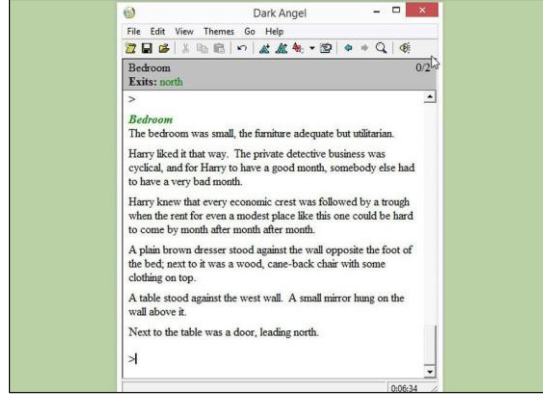 Dark Angel
File Edit View Themes Go Help
Bedroom 0/2
Exits: north
>
Bedroom
The bedroom was small, the furniture adequate but utilitarian.
Harry liked it that way. The private detective business was
cyclical, and for Harry to have a good month, somebody else had
to have a very bad month.
Harry knew that every economic crest was followed by a trough
when the rent for even a modest place like this one could be hard
to come by month after month after month.
A plain brown dresser stood against the wall opposite the foot of
the bed; next to it was a wood, cane-back chair with some
clothing on top.
A table stood against the west wall. A small mirror hung on the
wall above it.
Next to the table was a door, leading north.
>
0:06:34